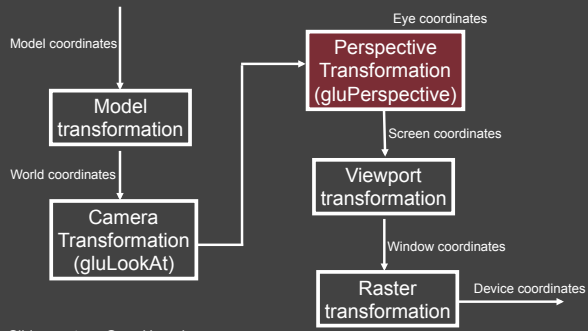 Model coordinates
Model
transformation
World coordinates
Camera
Transformation
(gluLookAt)
Eye coordinates
Perspective
Transformation
(gluPerspective)
Screen coordinates
Viewport
transformation
Window coordinates
Raster
transformation
Device coordinates